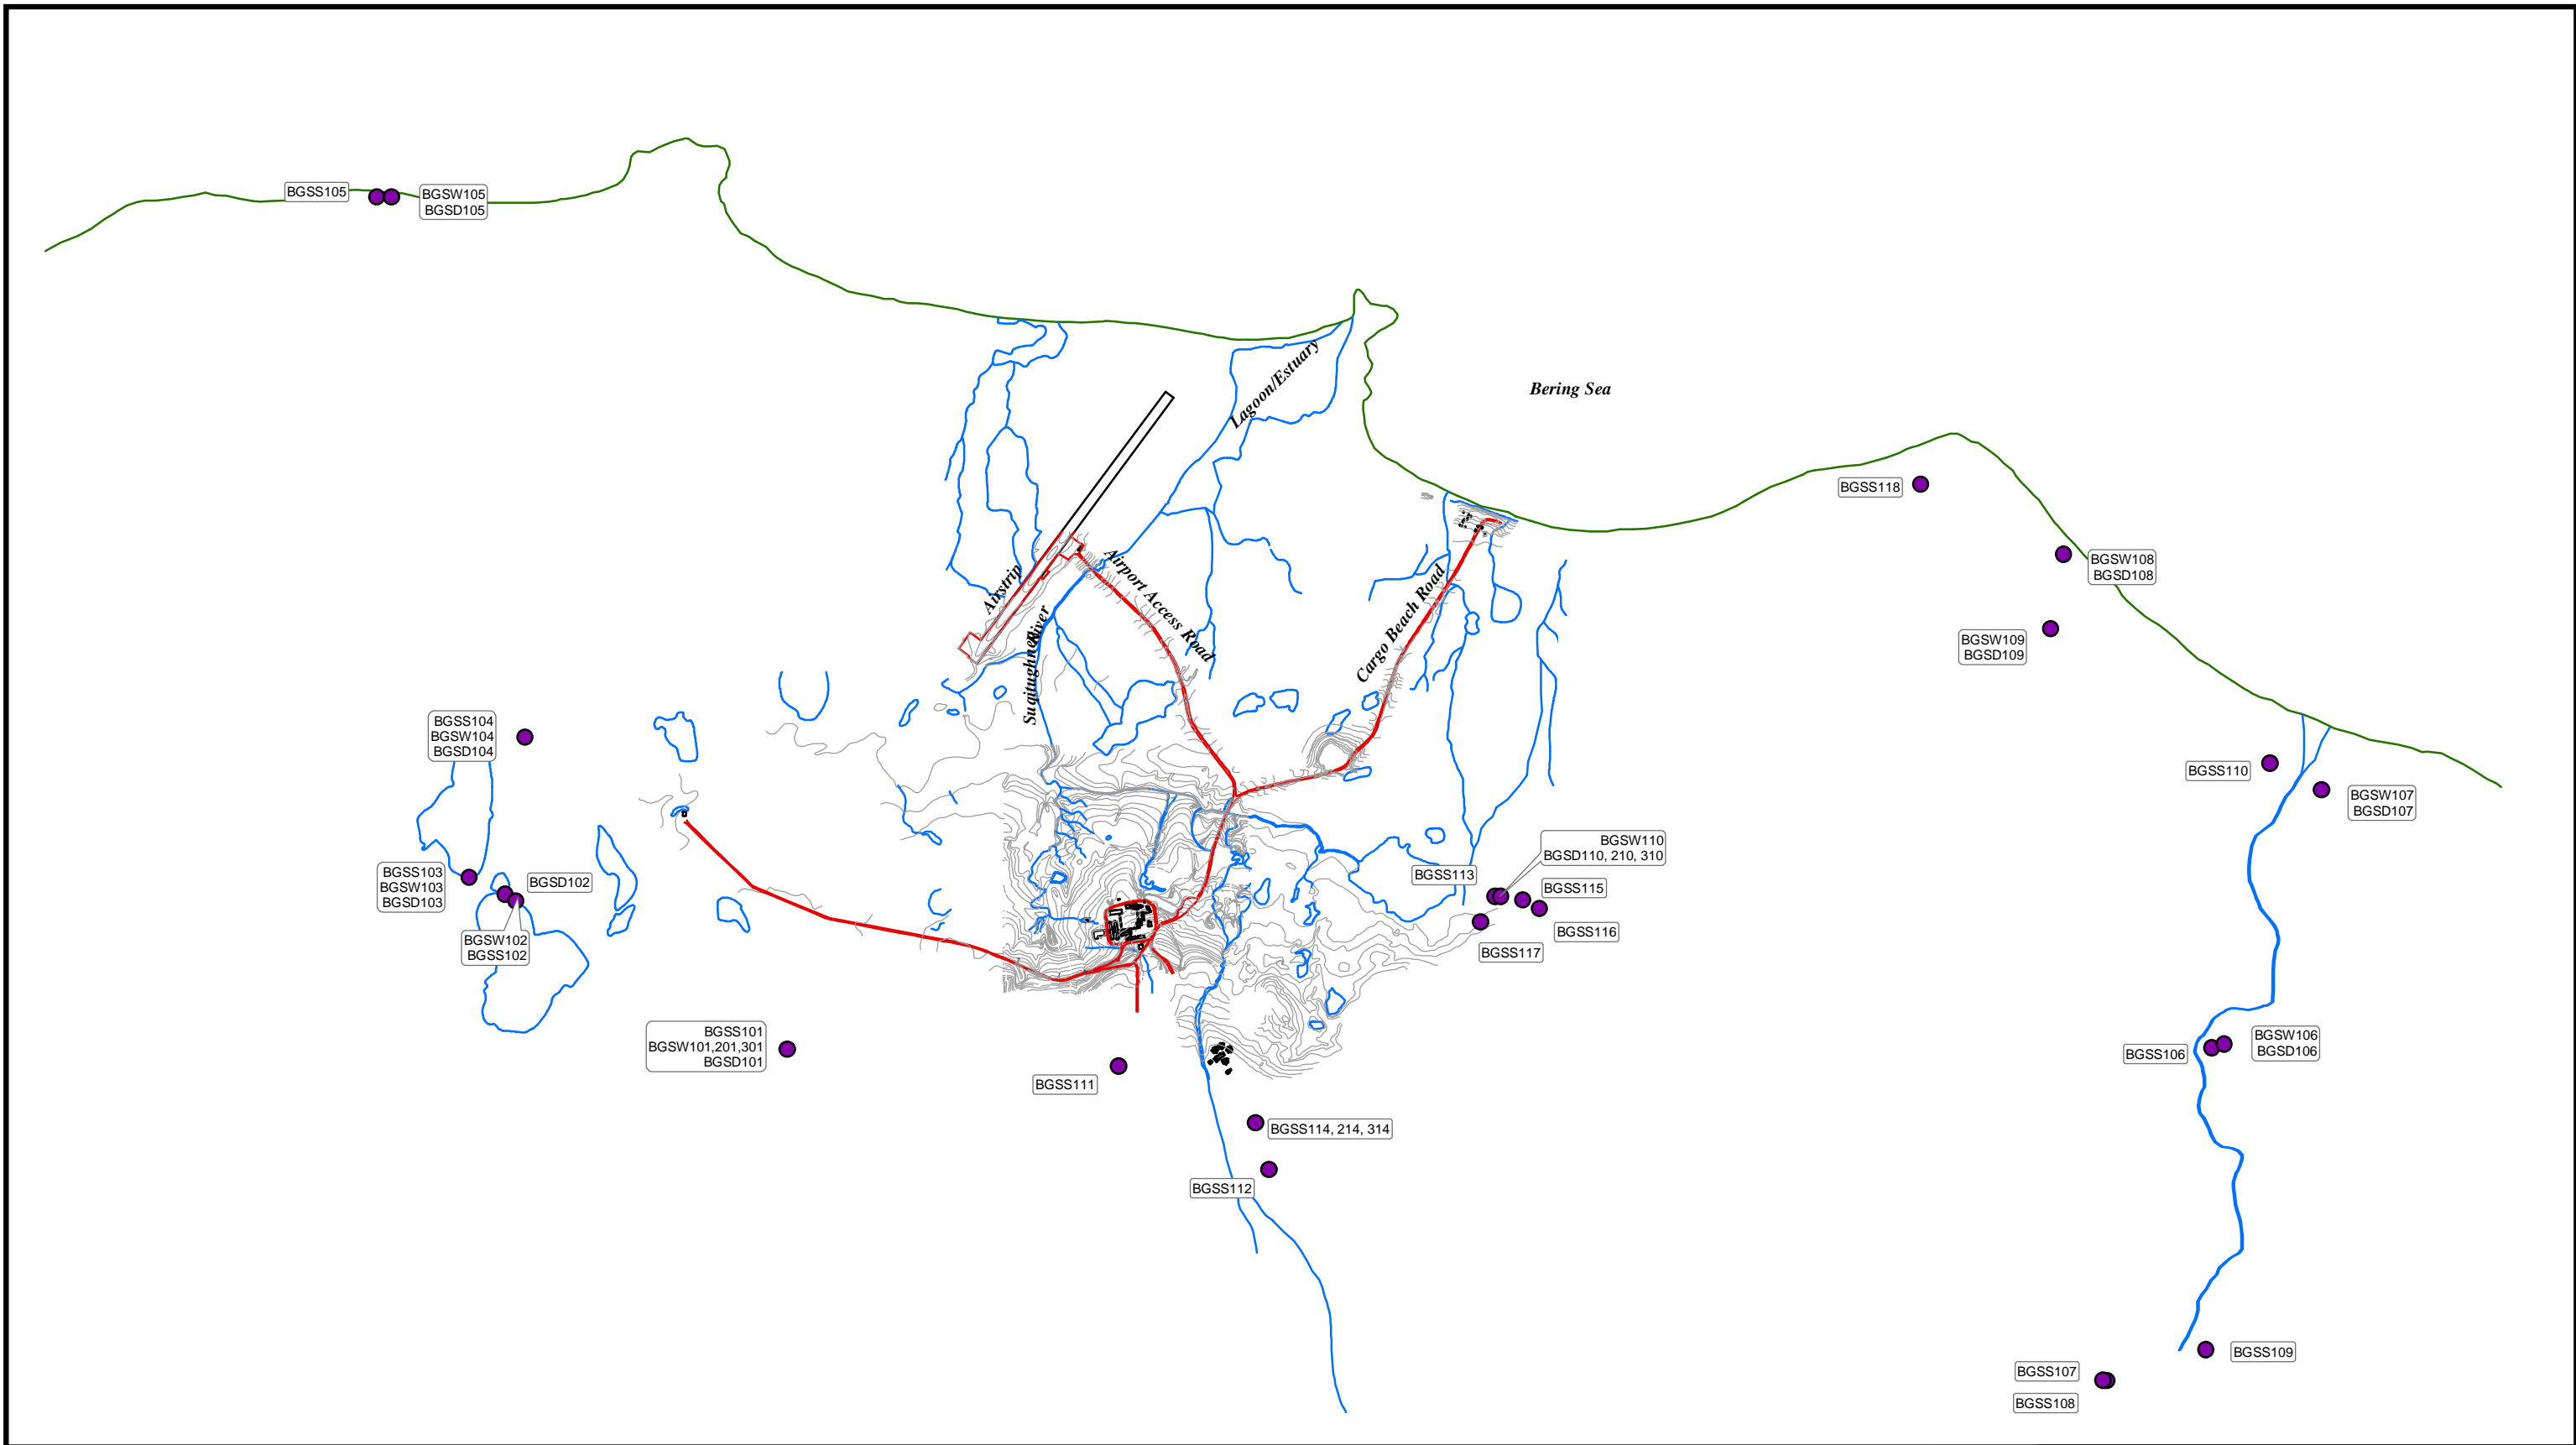 BGSS105
BGSW105
BGSD105
Lagoon/Estuary
Bering Sea
BGSS118
Airstrip
Airport Access Road
Suqitughneq River
Cargo Beach Road
BGSW108
BGSD108
BGSW109
BGSD109
BGSS104
BGSW104
BGSD104
BGSS110
BGSW107
BGSD107
BGSS103
BGSW103
BGSD103
BGSD102
BGSW102
BGSS102
BGSW110
BGSD110, 210, 310
BGSS113
BGSS115
BGSS116
BGSS117
BGSS101
BGSW101,201,301
BGSD101
BGSS111
BGSS106
BGSW106
BGSD106
BGSS114, 214, 314
BGSS112
BGSS109
BGSS107
BGSS108